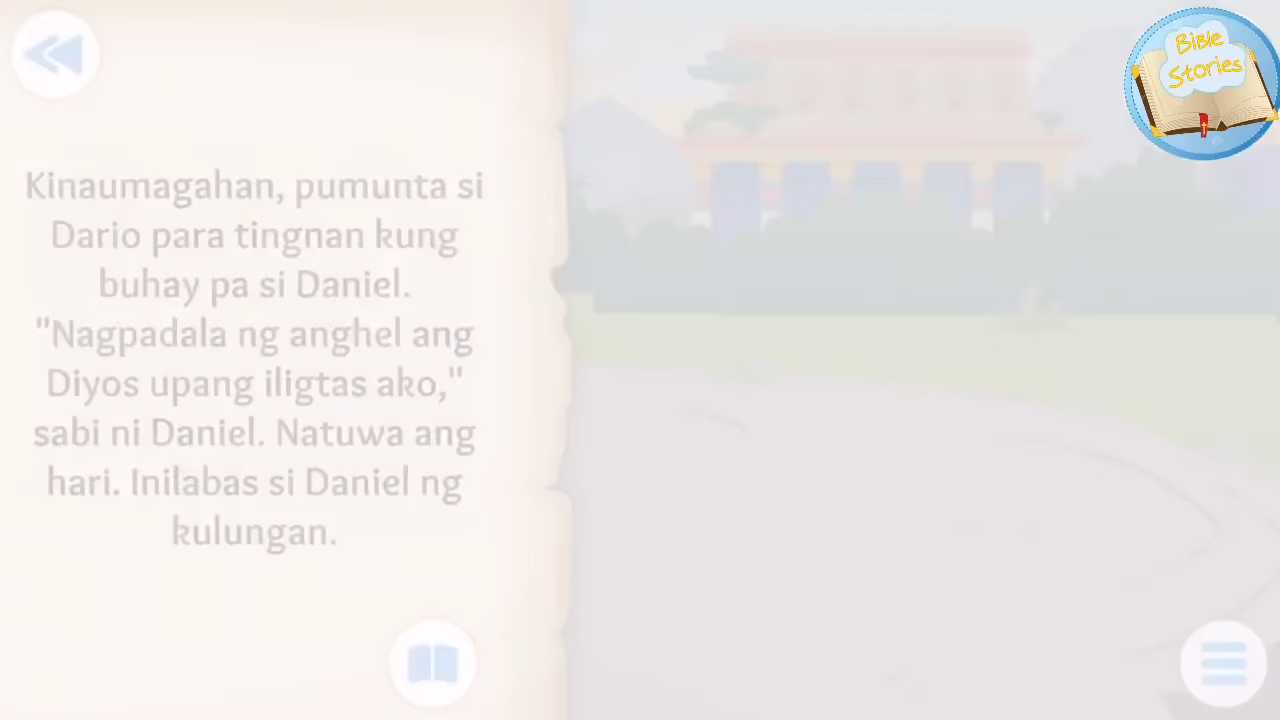 Bible
Stories
Kinaumagahan, pumunta si
Dario para tingnan kung
buhay pa si Daniel.
"Nagpadala ng anghel ang
Diyos upang iligtas ako,"
sabi ni Daniel. Natuwa ang
hari. Inilabas si Daniel ng
kulungan.